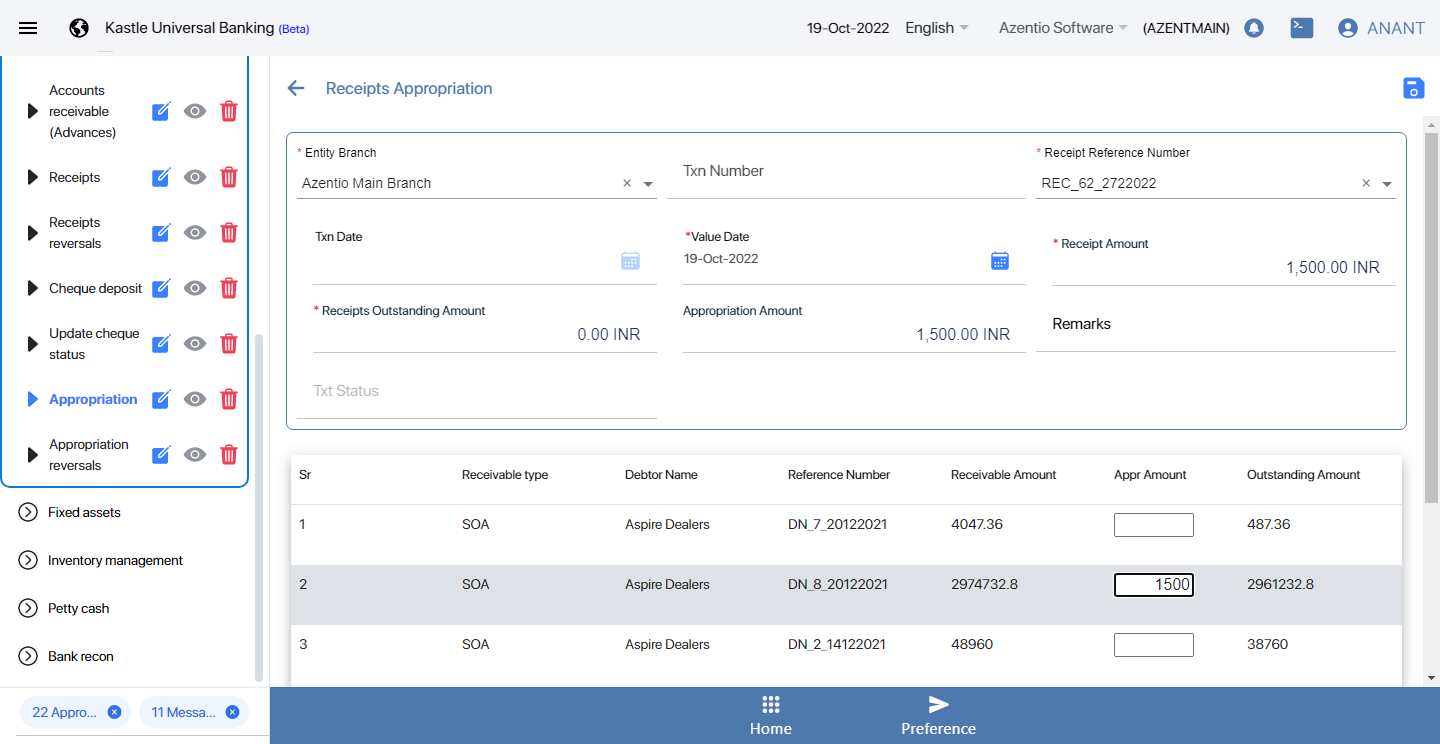 Kastle Universal Banking (Beta)
19-Oct-2022
English
Azentio Software
(AZENTMAIN)
ANANT
Accounts
receivable
(Advances)
Receipts
Receipts
reversals
Cheque deposit
Update cheque
status
Appropriation
Appropriation
reversals
Fixed assets
Inventory management
Petty cash
Bank recon
22 Appro...
11 Messa...
Receipts Appropriation
* Entity Branch
Azentio Main Branch
Txn Number
* Receipt Reference Number
REC_62_2722022
Txn Date
*Value Date
19-Oct-2022
* Receipt Amount
1,500.00 INR
* Receipts Outstanding Amount
0.00 INR
Appropriation Amount
1,500.00 INR
Remarks
Txt Status
Sr Receivable type Debtor Name Reference Number Receivable Amount Appr Amount Outstanding Amount
1 SOA Aspire Dealers DN_7_20122021 4047.36 487.36
2 SOA Aspire Dealers DN_8_20122021 2974732.8 1500 2961232.8
3 SOA Aspire Dealers DN_2_14122021 48960 38760
Home
Preference